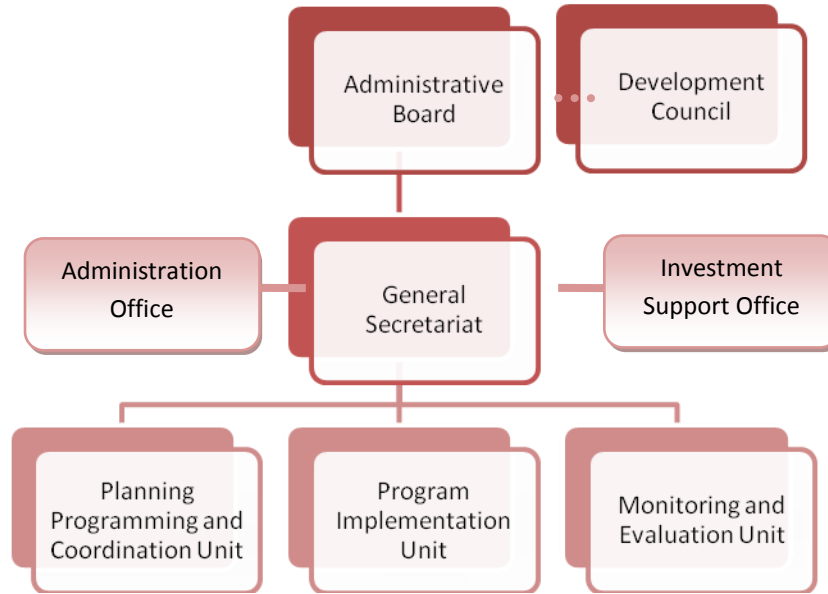 Administrative
Board
Development
Council
Administration
Office
General
Secretariat
Investment
Support Office
Planning
Programming and
Coordination Unit
Program
Implementation
Unit
Monitoring and
Evaluation Unit